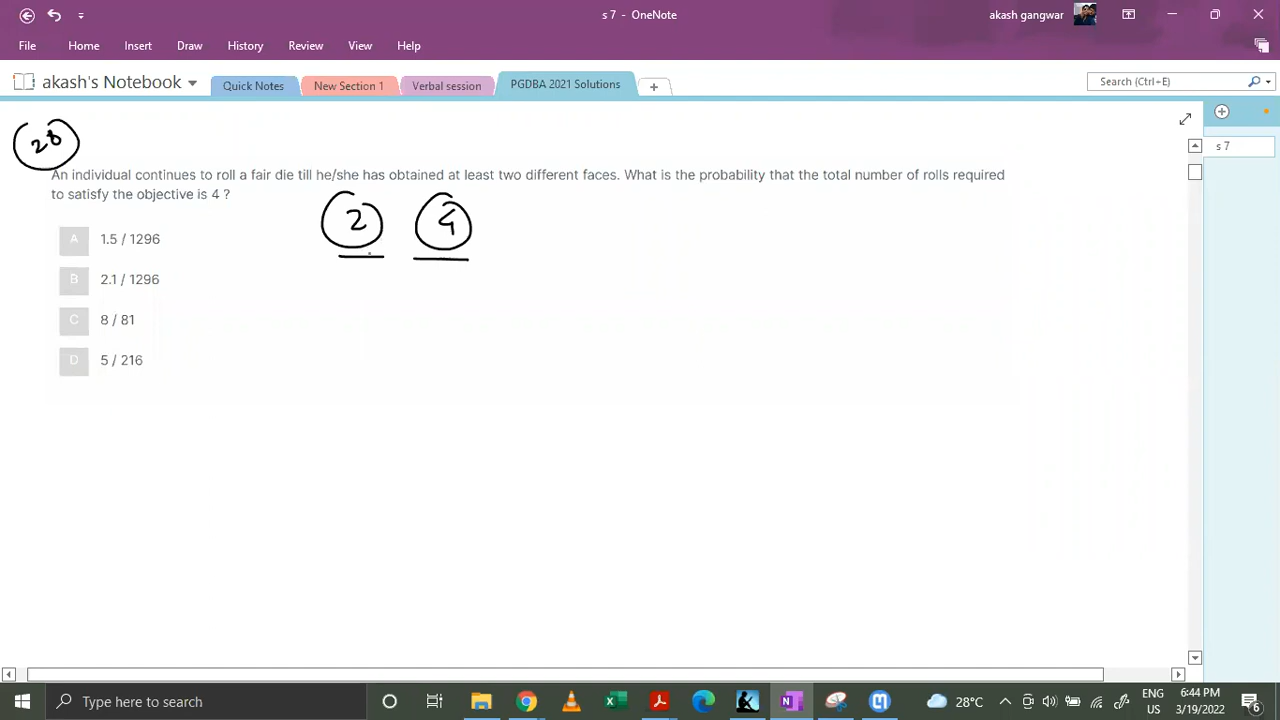 s 7 - OneNote
akash gangwar
File Home Insert Draw History Review View Help
akash's Notebook
Quick Notes New Section 1 Verbal session PGDBA 2021 Solutions
Search (Ctrl+E)
s 7
28
An individual continues to roll a fair die till he/she has obtained at least two different faces. What is the probability that the total number of rolls required
to satisfy the objective is 4 ?
2 4
A 1.5 / 1296
B 2.1 / 1296
C 8 / 81
D 5 / 216
Type here to search
28°C
ENG
US
6:44 PM
3/19/2022
6